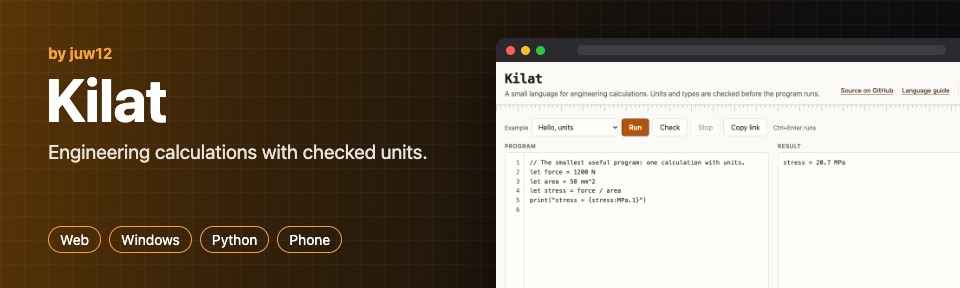 by juw12
Kilat
Engineering calculations with checked units.
Web
Windows
Python
Phone
Kilat
A small language for engineering calculations. Units and types are checked before the program runs.
Source on GitHub
Language guide
Example
Hello, units
Run
Check
Stop
Copy link
Ctrl+Enter runs
PROGRAM
RESULT
1 // The smallest useful program: one calculation with units.
2 let force = 1200 N
3 let area = 58 mm^2
4 let stress = force / area
5 print("stress = {stress:MPa.1}")
6
stress = 20.7 MPa